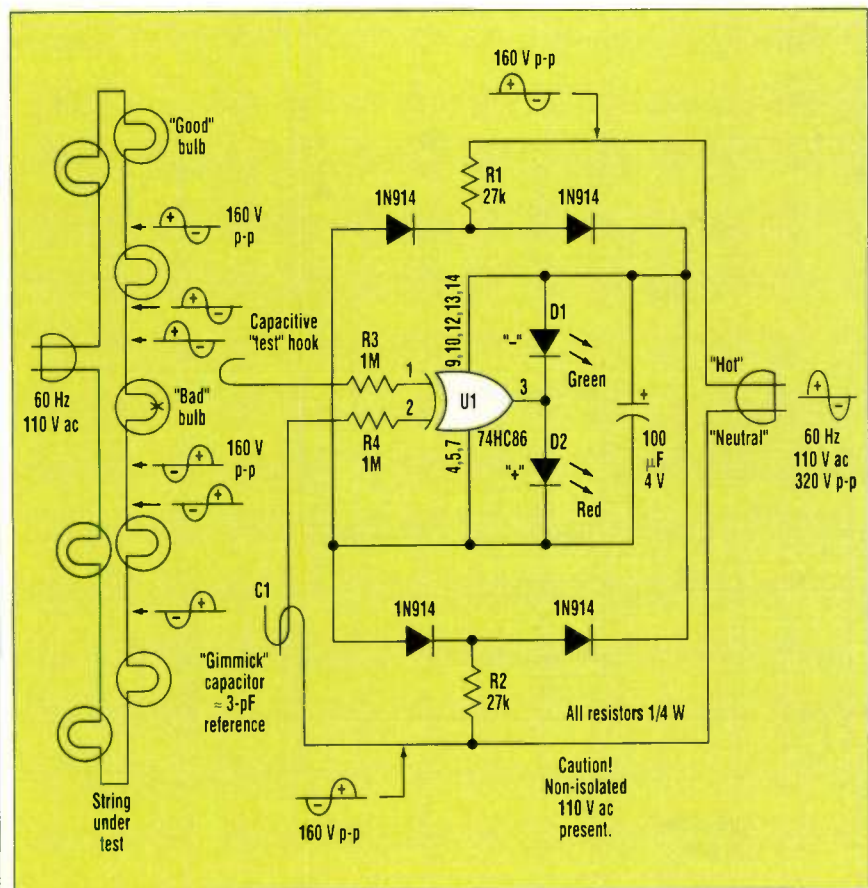 160 V p-p
"Good"
bulb
R1
27k
1N914
1N914
160 V
p-p
Capacitive
"test" hook
9,10,12,13,14
D1
"–"
Green
R3
1M
1
"Hot"
60 Hz
110 V ac
"Bad"
bulb
U1
3
+
2
R4
1M
74HC86
4,5,7
D2
"+"
Red
100
µF
4 V
"Neutral"
60 Hz
110 V ac
320 V p-p
160 V
p-p
C1
1N914
1N914
"Gimmick"
capacitor
≈ 3-pF
reference
R2
27k
All resistors 1/4 W
Caution!
Non-isolated
110 V ac
present.
String
under
test
160 V p-p